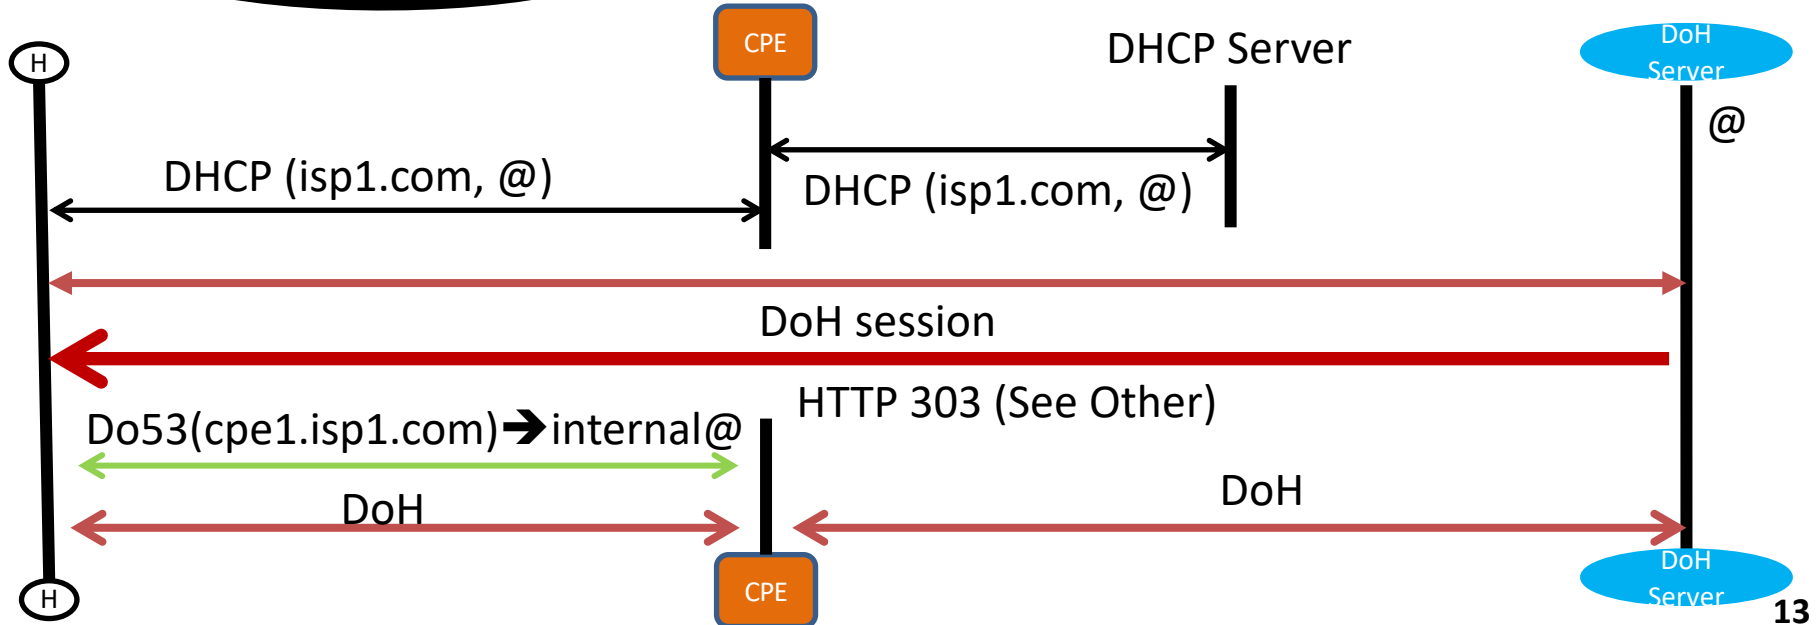 H
CPE
DHCP Server
DoH
Server
@
DHCP (isp1.com, @)
DHCP (isp1.com, @)
DoH session
HTTP 303 (See Other)
Do53(cpe1.isp1.com)➔internal@
DoH
DoH
H
CPE
DoH
Server
13